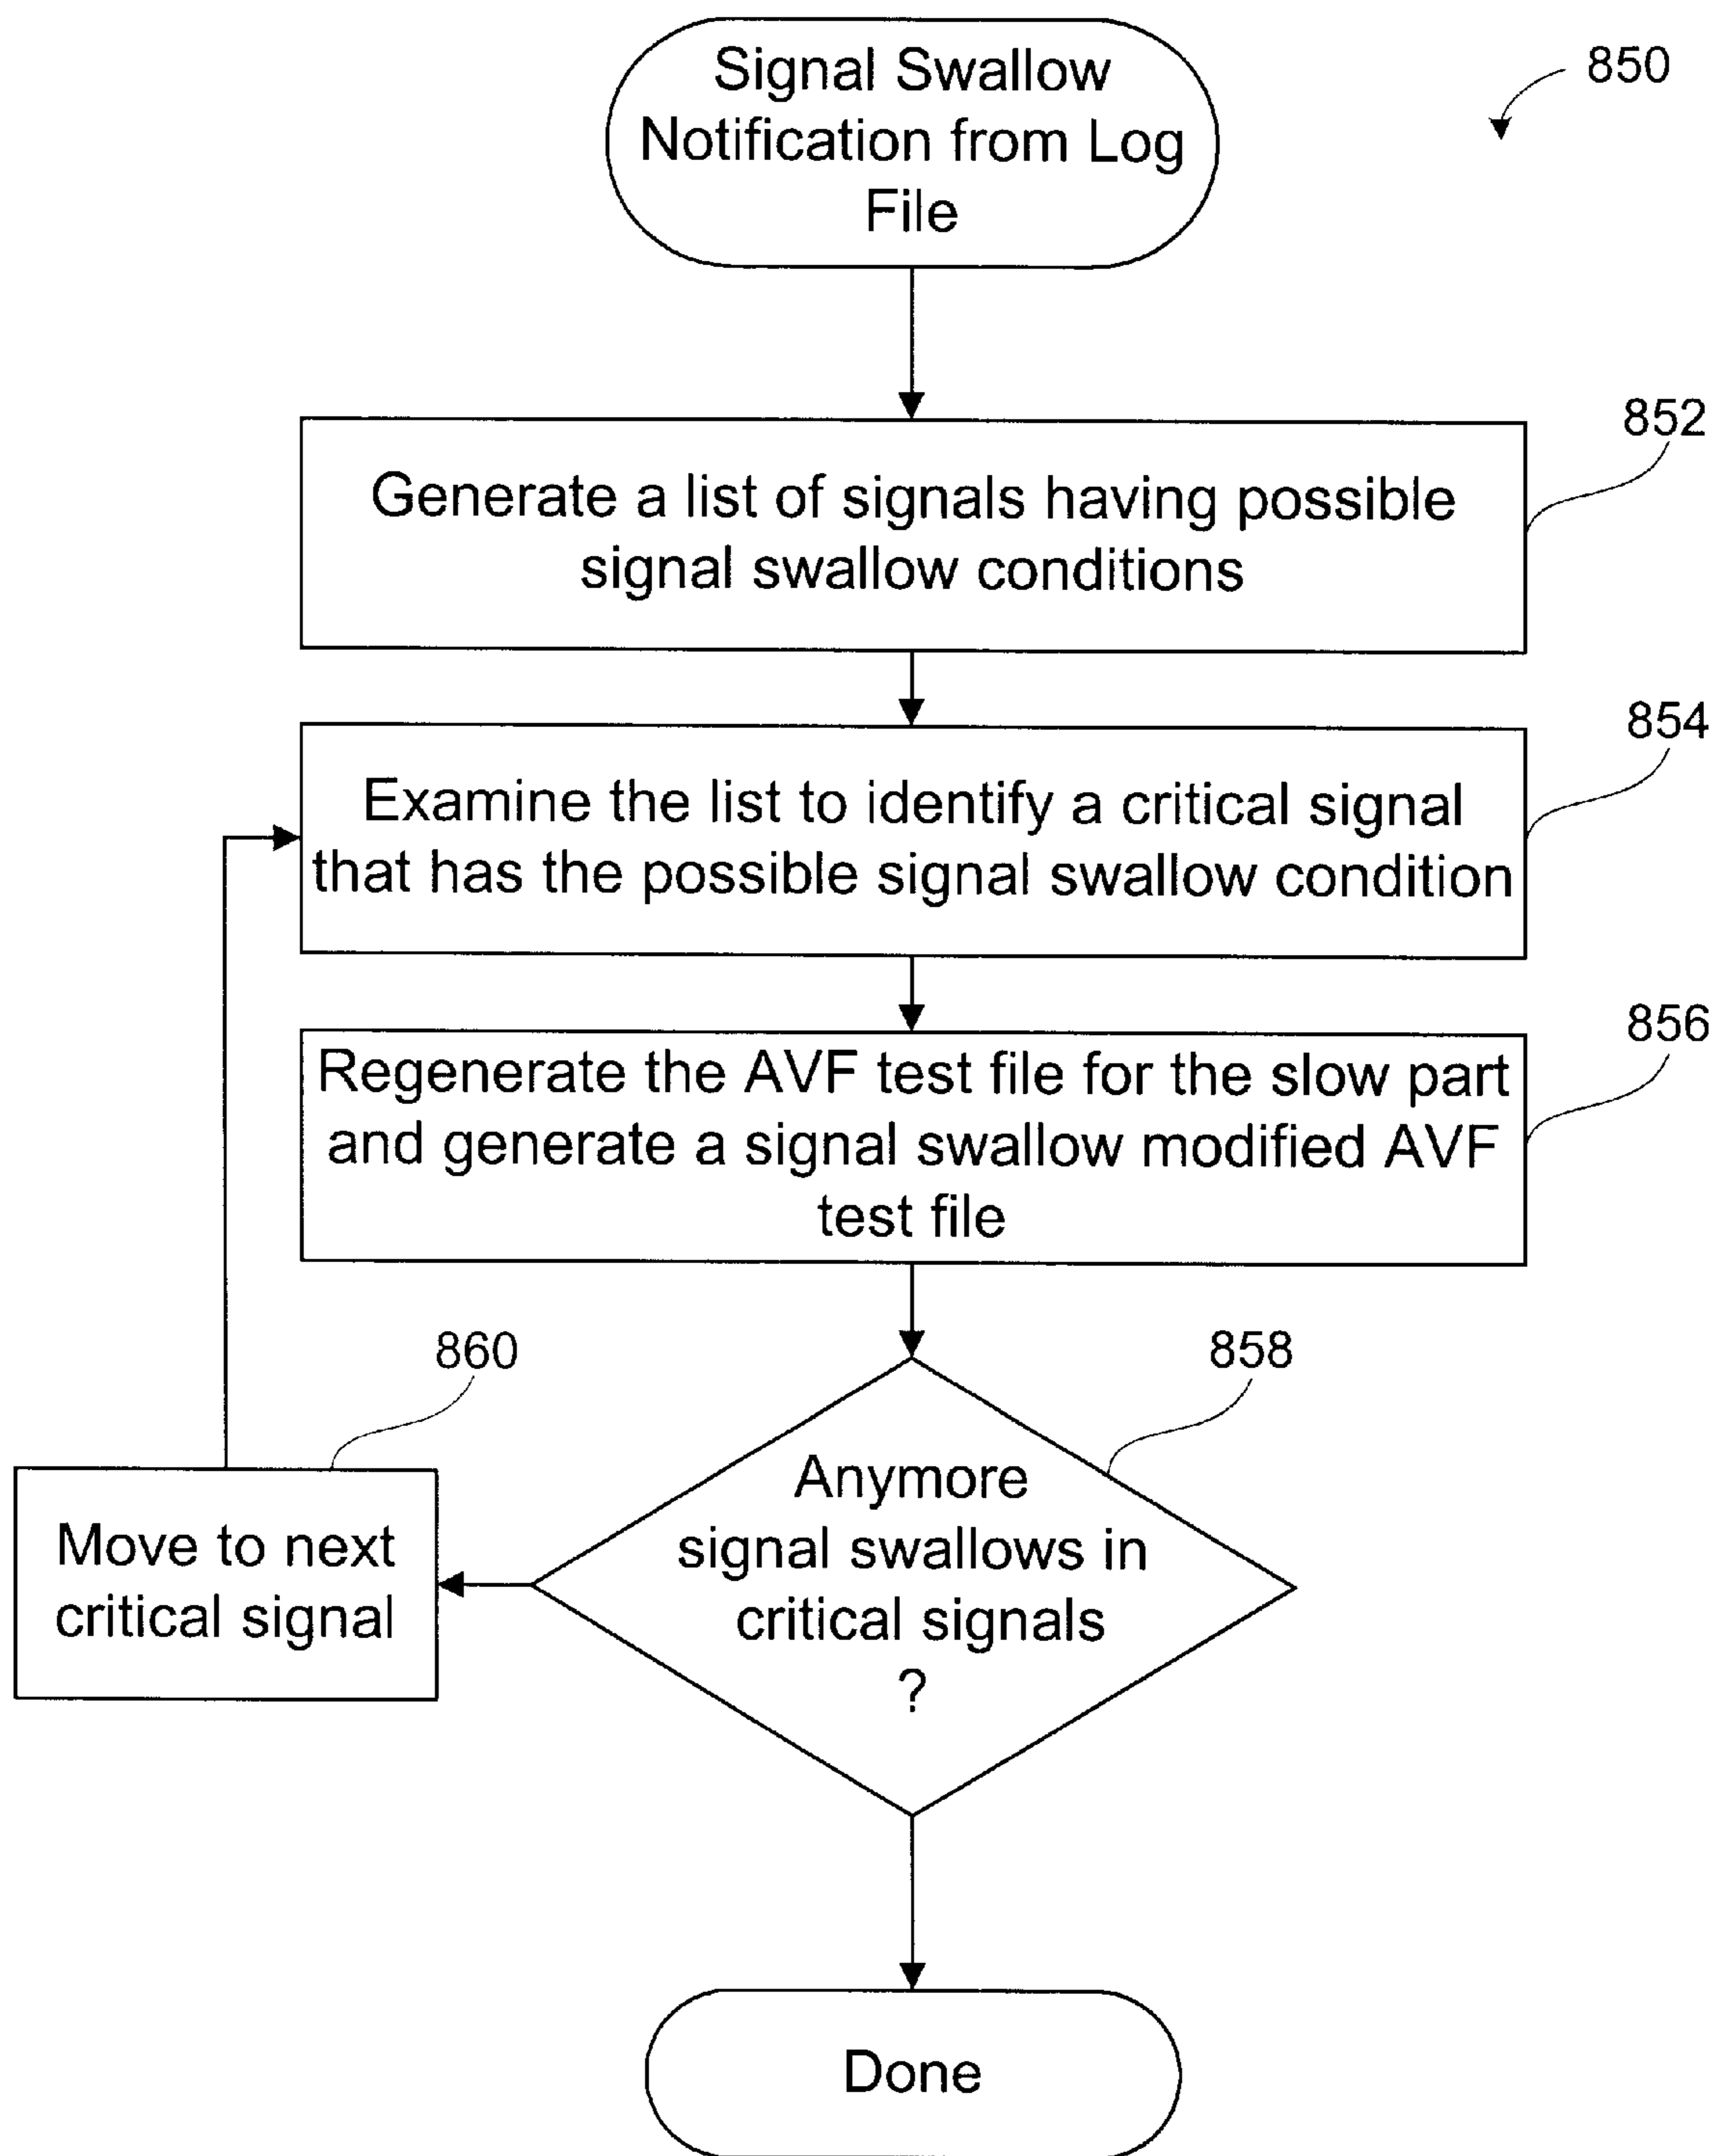 Signal Swallow
Notification from Log
File
850
852
Generate a list of signals having possible
signal swallow conditions
854
Examine the list to identify a critical signal
that has the possible signal swallow condition
856
Regenerate the AVF test file for the slow part
and generate a signal swallow modified AVF
test file
860
858
Anymore
signal swallows in
critical signals
?
Move to next
critical signal
Done